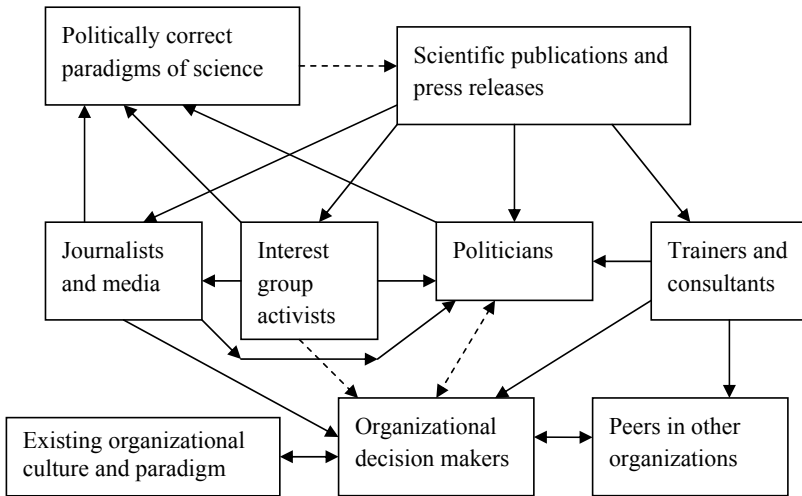 Politically correct
paradigms of science
Scientific publications and
press releases
Journalists
and media
Interest
group
activists
Politicians
Trainers and
consultants
Existing organizational
culture and paradigm
Organizational
decision makers
Peers in other
organizations